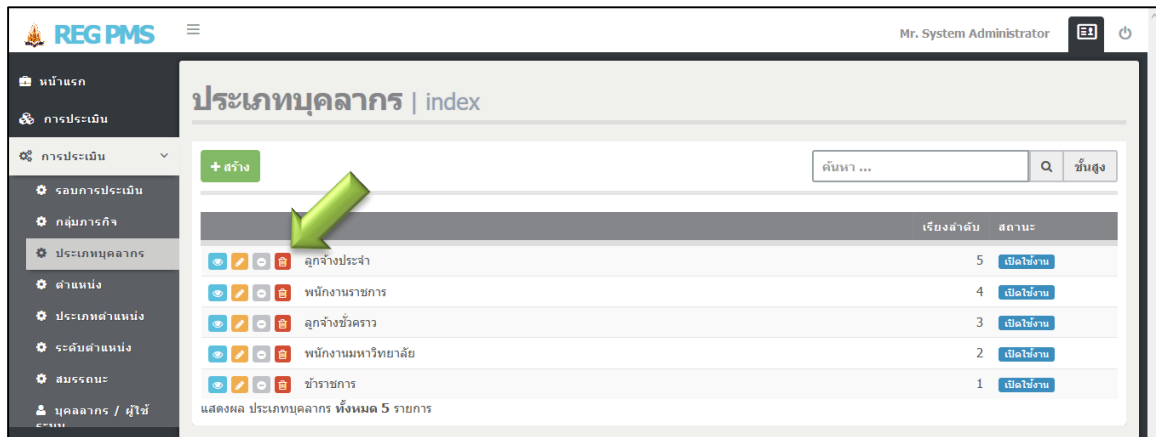 REG PMS
Mr. System Administrator
หน้าแรก
การประเมิน
การประเมิน
รอบการประเมิน
กลุ่มภารกิจ
ประเภทบุคลากร
ตำแหน่ง
ประเภทตำแหน่ง
ระดับตำแหน่ง
สมรรถนะ
บุคลากร / ผู้ใช้
ระบบ
ประเภทบุคลากร | index
+ สร้าง
ค้นหา ...
ขั้นสูง
เรียงลำดับ สถานะ
ลูกจ้างประจำ 5 เปิดใช้งาน
พนักงานราชการ 4 เปิดใช้งาน
ลูกจ้างชั่วคราว 3 เปิดใช้งาน
พนักงานมหาวิทยาลัย 2 เปิดใช้งาน
ข้าราชการ 1 เปิดใช้งาน
แสดงผล ประเภทบุคลากร ทั้งหมด 5 รายการ